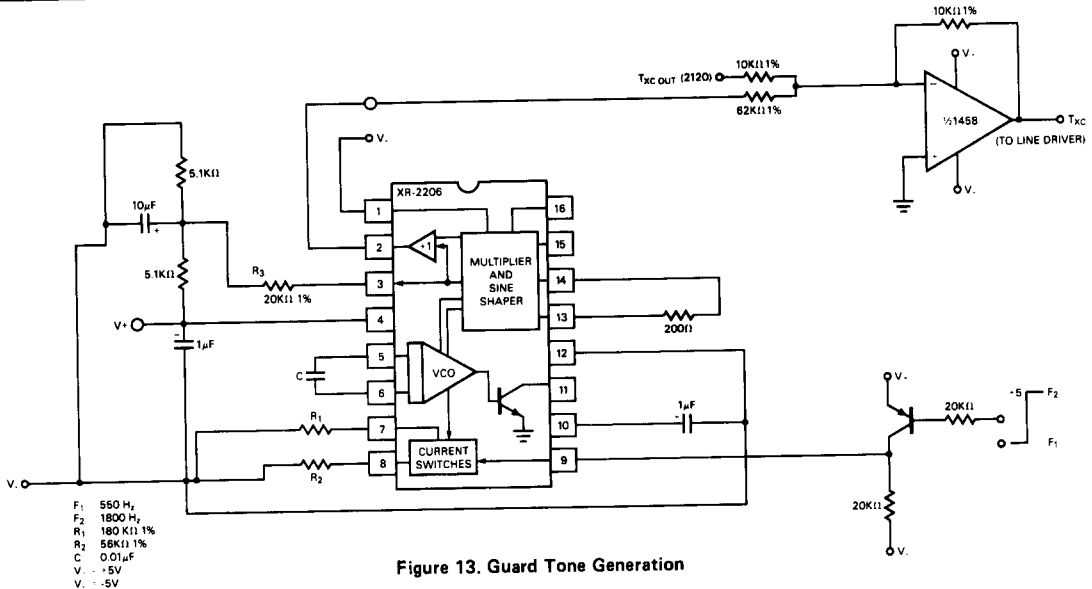 10KΩ 1%
V.
10KΩ 1%
TXC OUT (2120)
62KΩ 1%
−
+
½1458
TXC
(TO LINE DRIVER)
V.
V.
5.1KΩ
XR-2206
10μF
+
1
16
2
+1
15
MULTIPLIER
AND
SINE
SHAPER
5.1KΩ
R3
3
14
20KΩ 1%
V+
4
13
200Ω
1μF
12
C
5
VCO
11
6
1μF
10
R1
7
CURRENT
SWITCHES
9
8
R2
V.
20KΩ
+5
F2
F1
20KΩ
V.
V.
F1 550 Hz
F2 1800 Hz
R1 180 KΩ 1%
R2 56KΩ 1%
C 0.01μF
V. +5V
V. -5V
Figure 13. Guard Tone Generation